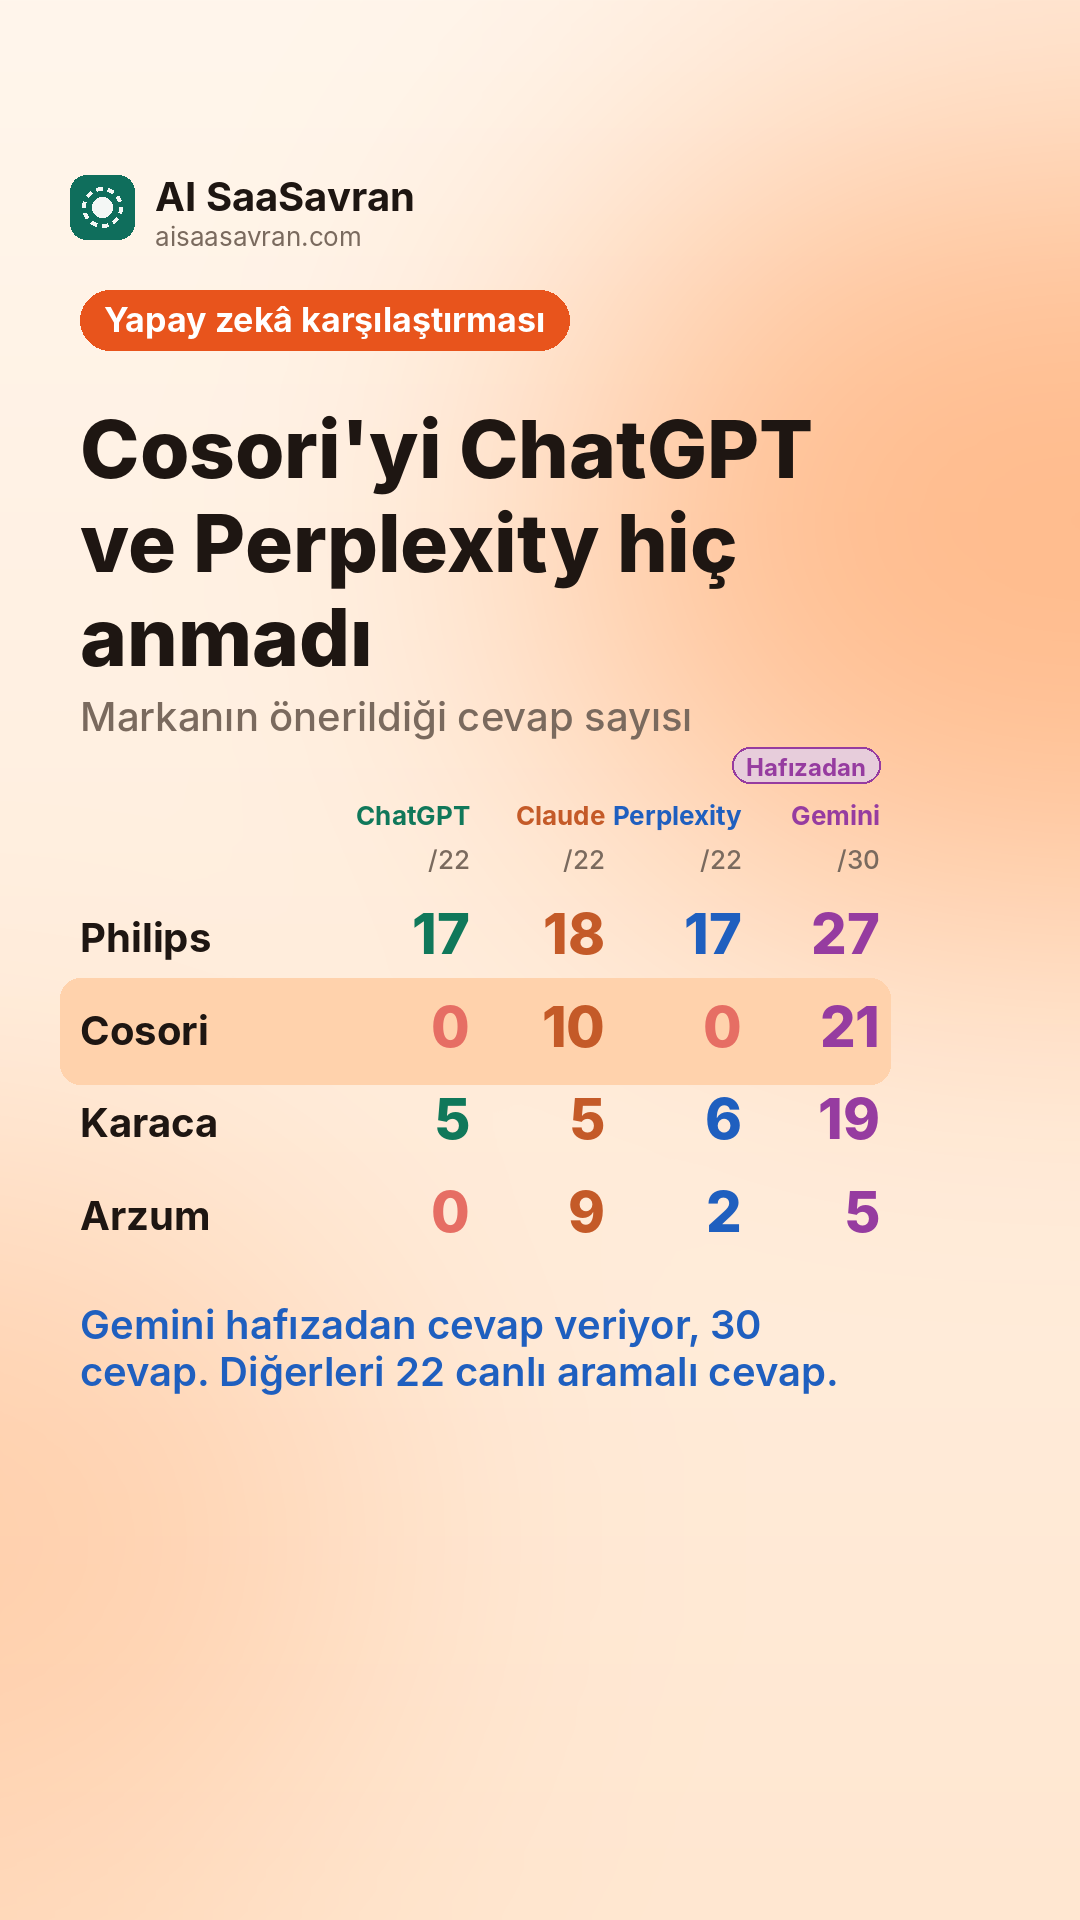 AI SaaSavran
aisaasavran.com
Yapay zekâ karşılaştırması
Cosori'yi ChatGPT
ve Perplexity hiç
anmadı
Markanın önerildiği cevap sayısı
Hafızadan
ChatGPT Claude Perplexity Gemini
/22 /22 /22 /30
Philips 17 18 17 27
Cosori 0 10 0 21
Karaca 5 5 6 19
Arzum 0 9 2 5
Gemini hafızadan cevap veriyor, 30
cevap. Diğerleri 22 canlı aramalı cevap.